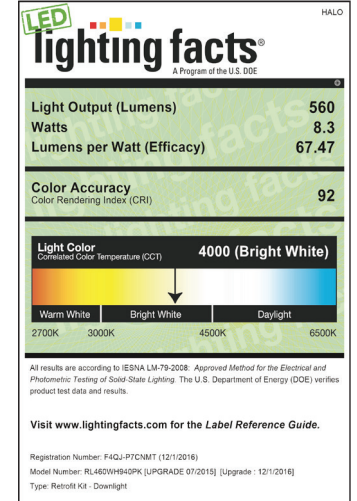 HALO
LED
lighting facts®
A Program of the U.S. DOE
Light Output (Lumens) 560
Watts 8.3
Lumens per Watt (Efficacy) 67.47
Color Accuracy
Color Rendering Index (CRI) 92
Light Color
Correlated Color Temperature (CCT) 4000 (Bright White)
Warm White Bright White Daylight
2700K 3000K 4500K 6500K
All results are according to IESNA LM-79-2008: Approved Method for the Electrical and
Photometric Testing of Solid-State Lighting. The U.S. Department of Energy (DOE) verifies
product test data and results.
Visit www.lightingfacts.com for the Label Reference Guide.
Registration Number: F4QJ-P7CNMT (12/1/2016)
Model Number: RL460WH940PK [UPGRADE 07/2015] [Upgrade : 12/1/2016]
Type: Retrofit Kit - Downlight